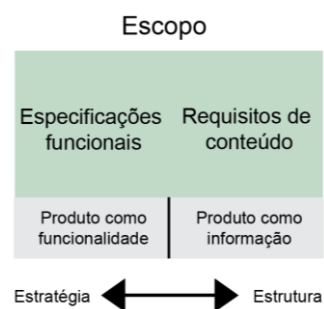 Escopo
Especificações
funcionais
Requisitos de
conteúdo
Produto como
funcionalidade
Produto como
informação
Estratégia
Estrutura